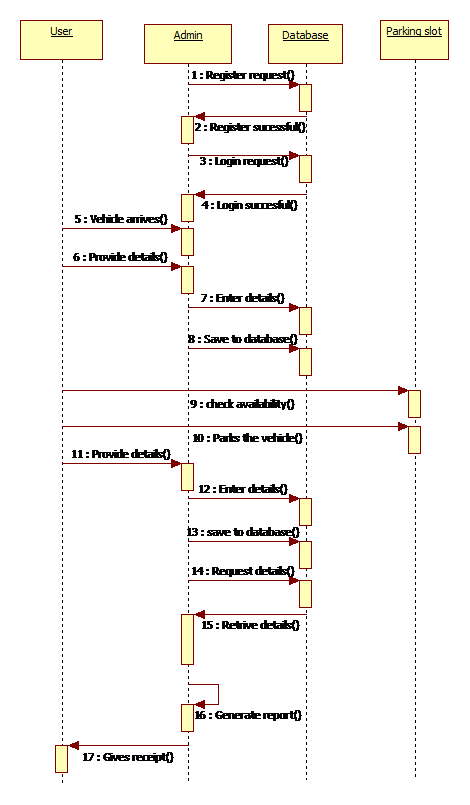 User
Admin
Database
Parking slot
1 : Register request()
2 : Register sucessful()
3 : Login request()
4 : Login succesful()
5 : Vehicle arrives()
6 : Provide details()
7 : Enter details()
8 : Save to database()
9 : check availability()
10 : Parks the vehicle()
11 : Provide details()
12 : Enter details()
13 : save to database()
14 : Request details()
15 : Retrive details()
16 : Generate report()
17 : Gives receipt()